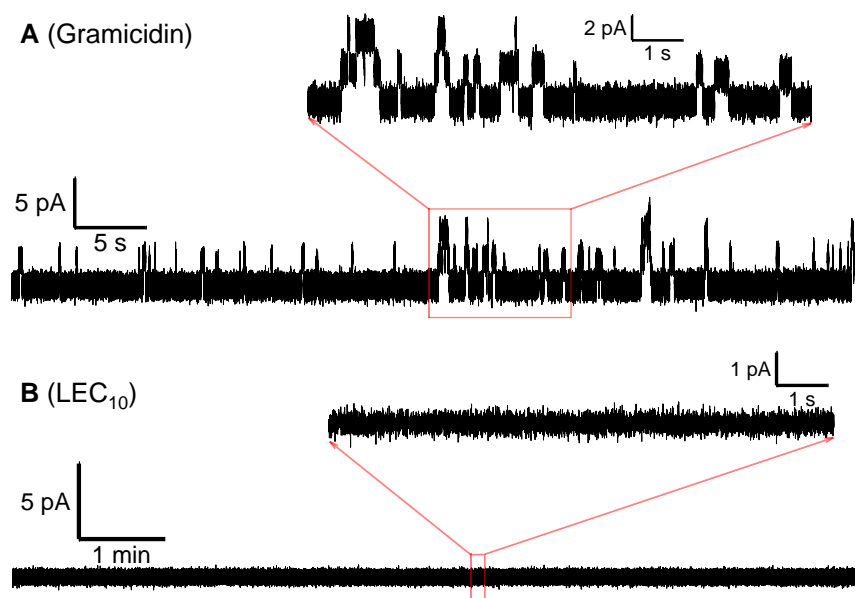 A (Gramicidin)
2 pA
1 s
5 pA
5 s
B (LEC₁₀)
1 pA
1 s
5 pA
1 min